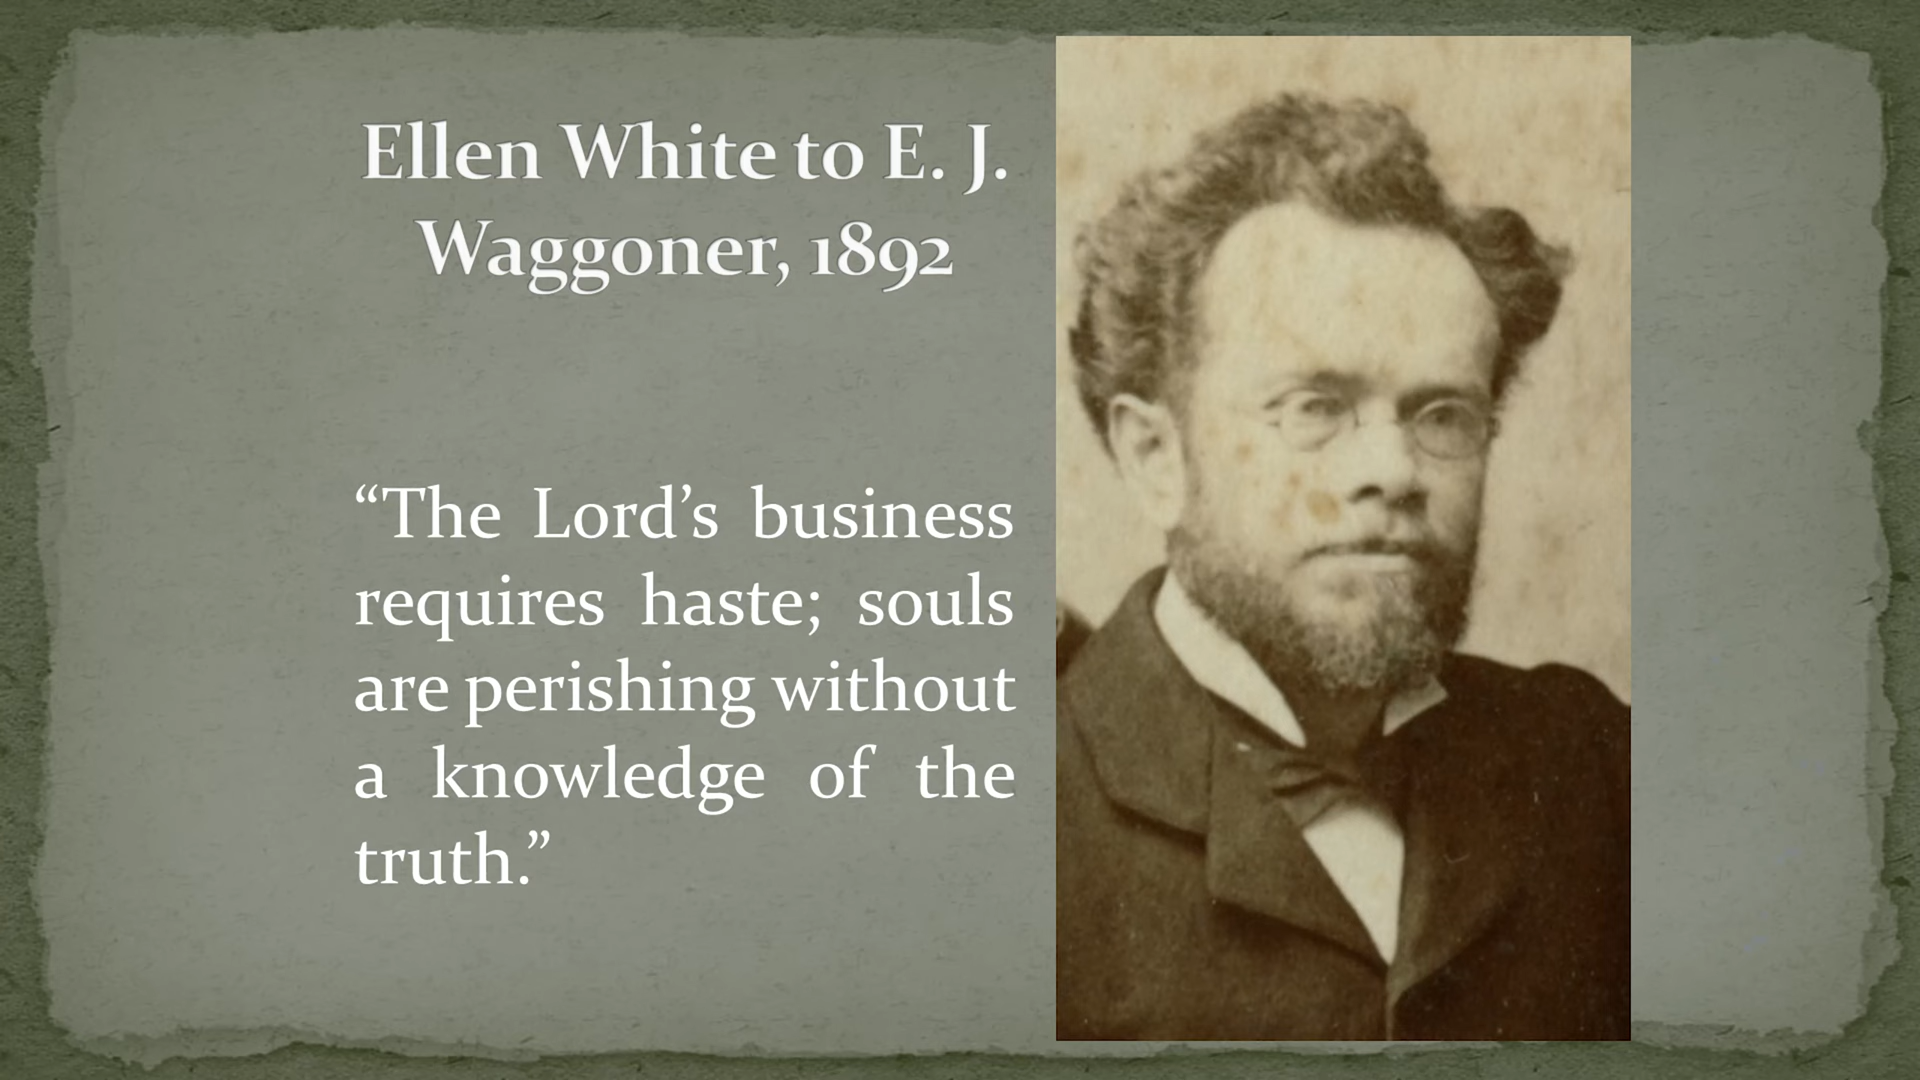 Ellen White to E. J.
Waggoner, 1892
“The Lord’s business
requires haste; souls
are perishing without
a knowledge of the
truth.”